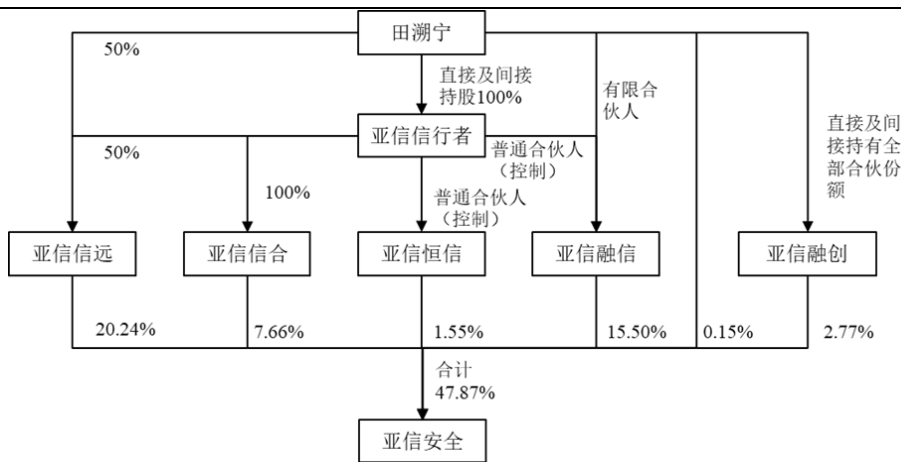 田溯宁
50%
直接及间接
持股100%
有限合
伙人
亚信信行者
直接及间
接持有全
部合伙份
额
50%
100%
普通合伙人
（控制）
普通合伙人
（控制）
亚信信远
亚信信合
亚信恒信
亚信融信
亚信融创
20.24%
7.66%
1.55%
15.50%
0.15%
2.77%
合计
47.87%
亚信安全